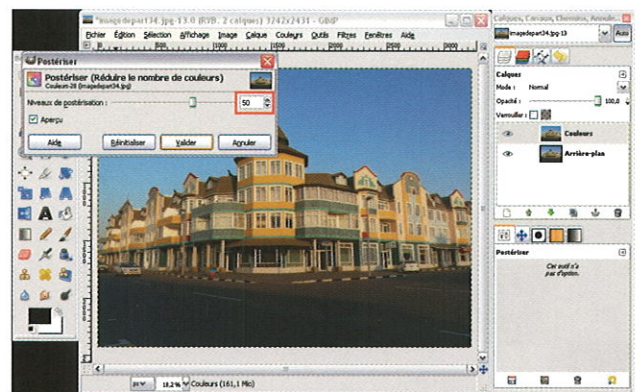 *imagedepart34.jpg-13.0 (RVB, 2 calques) 3242x2431 - GIMP
Fichier Édition Sélection Affichage Image Calque Couleurs Outils Filtres Fenêtres Aide
Postériser
Postériser (Réduire le nombre de couleurs)
Couleurs-28 (imagedepart34.jpg)
Niveaux de postérisation : 50
Aperçu
Aide Réinitialiser Valider Annuler
px 18,2% Couleurs (161,1 Mio)
Calques, Canaux, Chemins, Annule...
imagedepart34.jpg-13 Auto
Calques
Mode : Normal
Opacité : 100,0
Verrouiller :
Couleurs
Arrière-plan
Postériser
Cet outil n'a
pas d'option.